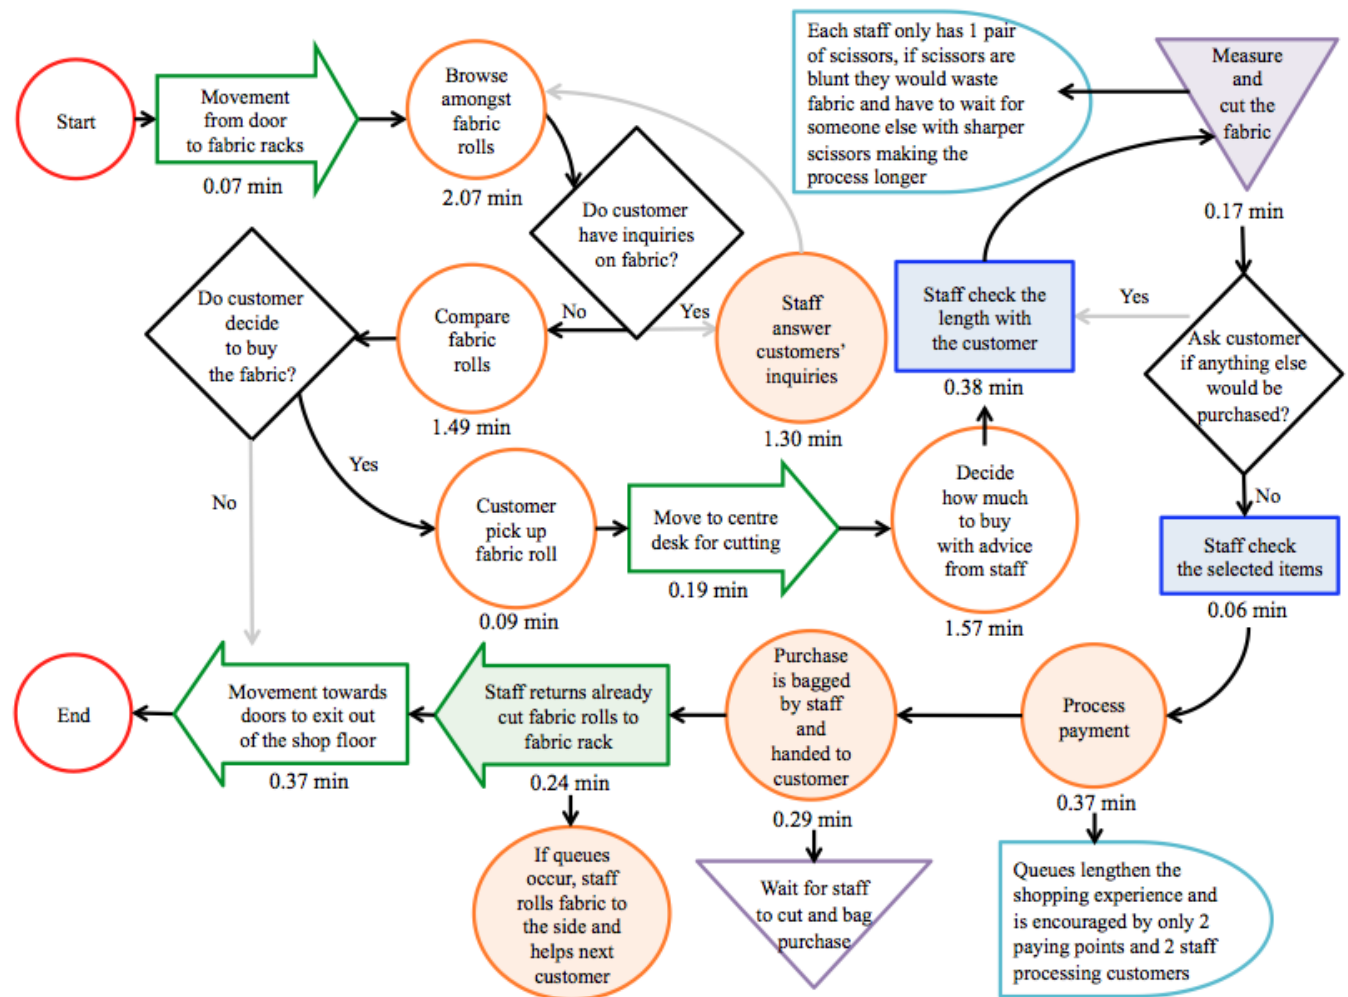 Start
Movement
from door
to fabric racks
0.07 min
Browse
amongst
fabric
rolls
2.07 min
Do customer
have inquiries
on fabric?
No
Yes
Staff
answer
customers'
inquiries
1.30 min
Compare
fabric
rolls
1.49 min
Do customer
decide
to buy
the fabric?
No
Yes
Customer
pick up
fabric roll
0.09 min
Move to centre
desk for cutting
0.19 min
Decide
how much
to buy
with advice
from staff
1.57 min
Staff check the
length with
the customer
0.38 min
Measure
and
cut the
fabric
0.17 min
Each staff only has 1 pair
of scissors, if scissors are
blunt they would waste
fabric and have to wait for
someone else with sharper
scissors making the
process longer
Ask customer
if anything else
would be
purchased?
Yes
No
Staff check
the selected items
0.06 min
Process
payment
0.37 min
Queues lengthen the
shopping experience and
is encouraged by only 2
paying points and 2 staff
processing customers
Purchase
is bagged
by staff
and
handed to
customer
0.29 min
Wait for staff
to cut and bag
purchase
Staff returns already
cut fabric rolls to
fabric rack
0.24 min
If queues
occur, staff
rolls fabric to
the side and
helps next
customer
Movement towards
doors to exit out
of the shop floor
0.37 min
End